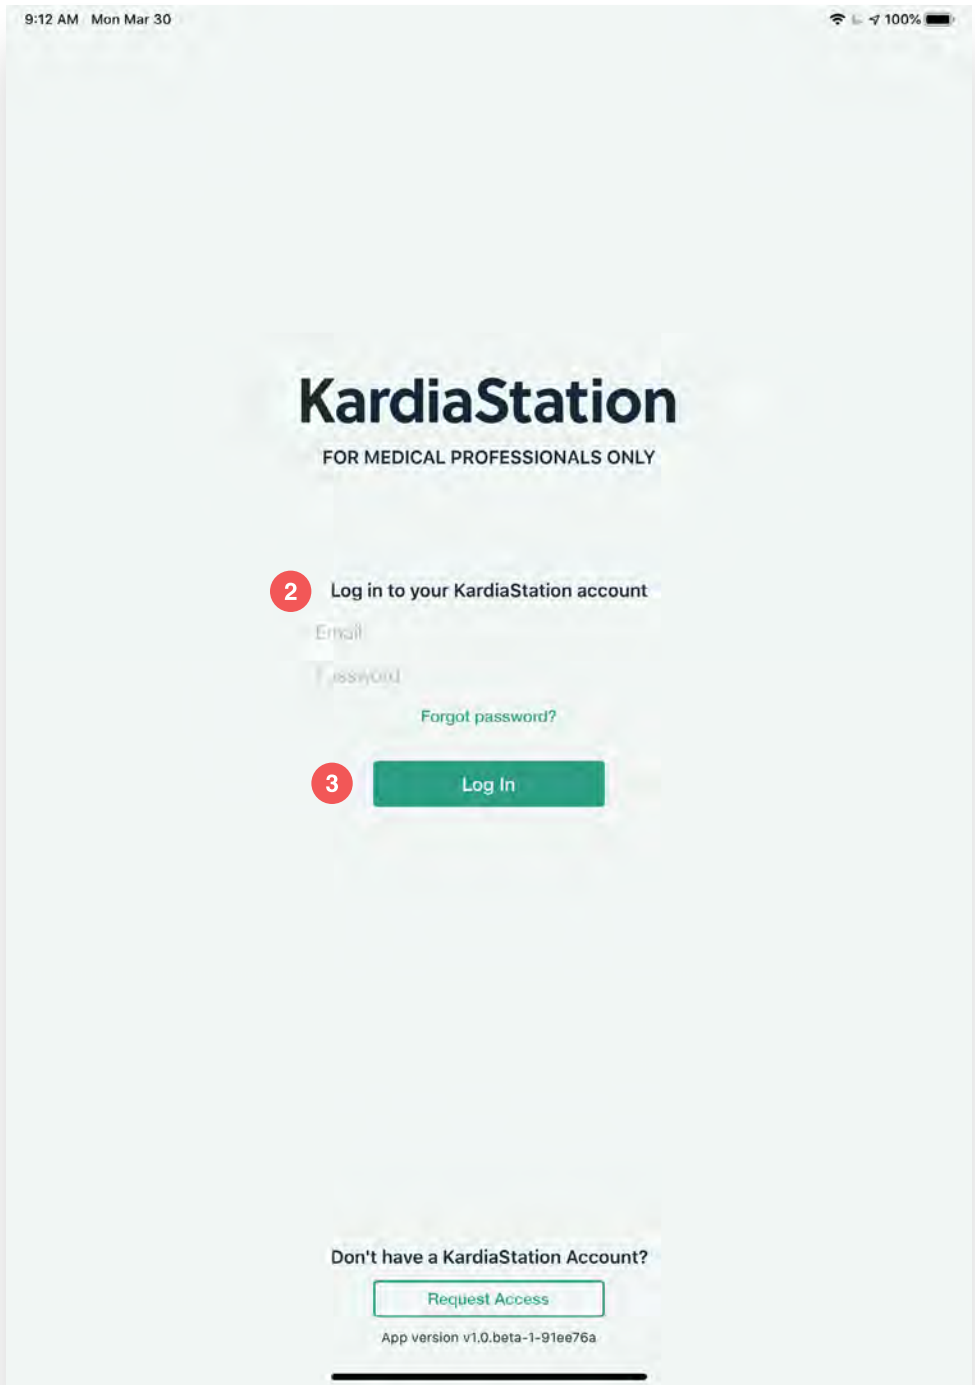 9:12 AM Mon Mar 30 100%
KardiaStation
FOR MEDICAL PROFESSIONALS ONLY
2 Log in to your KardiaStation account
Email
Password
Forgot password?
3 Log In
Don't have a KardiaStation Account?
Request Access
App version v1.0.beta-1-91ee76a